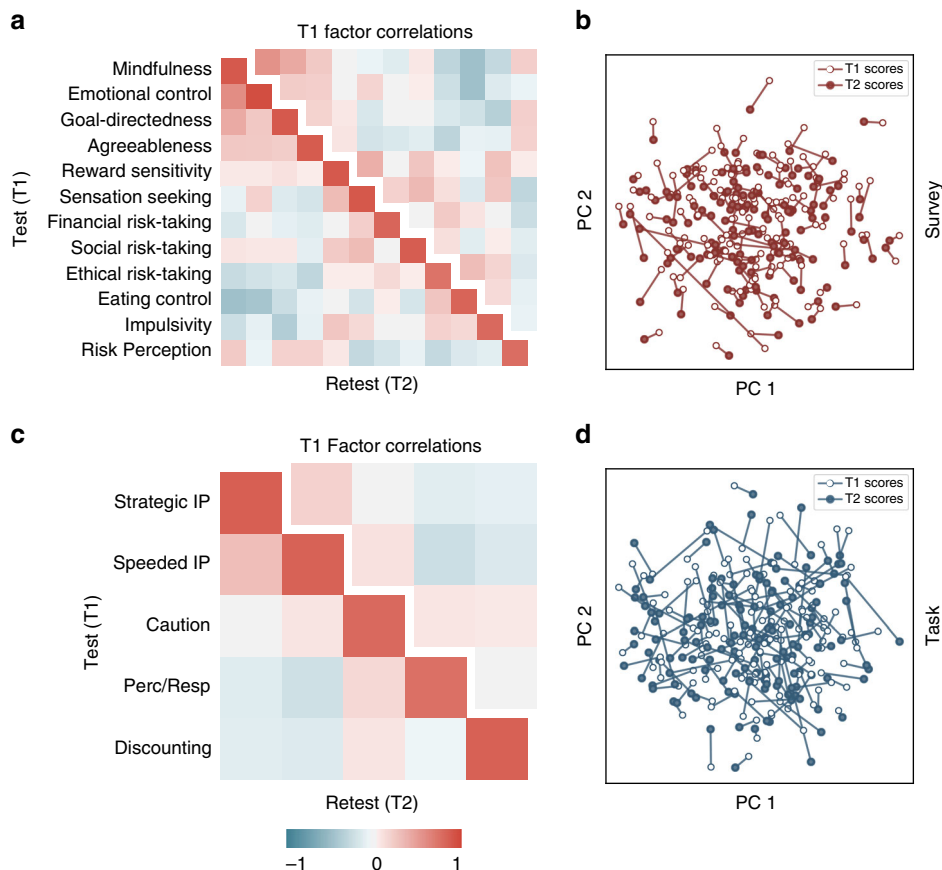 a
T1 factor correlations
Mindfulness
Emotional control
Goal-directedness
Agreeableness
Reward sensitivity
Sensation seeking
Financial risk-taking
Social risk-taking
Ethical risk-taking
Eating control
Impulsivity
Risk Perception
Test (T1)
Retest (T2)
b
T1 scores
T2 scores
PC 2
PC 1
Survey
c
T1 Factor correlations
Strategic IP
Speeded IP
Caution
Perc/Resp
Discounting
Test (T1)
Retest (T2)
−1 0 1
d
T1 scores
T2 scores
PC 2
PC 1
Task